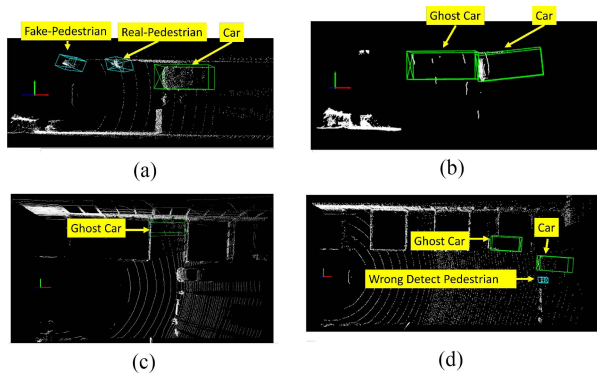 Fake-Pedestrian
Real-Pedestrian
Car
(a)
Ghost Car
Car
(b)
Ghost Car
(c)
Ghost Car
Car
Wrong Detect Pedestrian
(d)